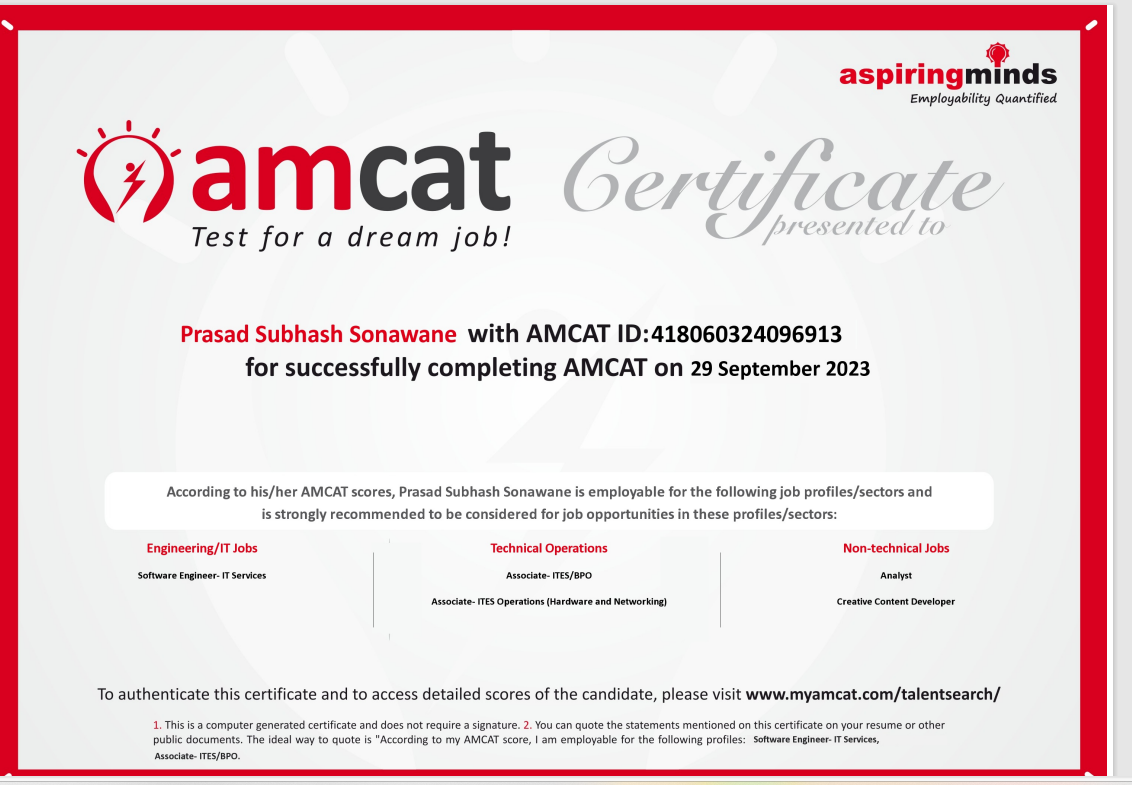 aspiringminds
Employability Quantified
amcat
Test for a dream job!
Certificate
presented to
Prasad Subhash Sonawane with AMCAT ID:418060324096913
for successfully completing AMCAT on 29 September 2023
According to his/her AMCAT scores, Prasad Subhash Sonawane is employable for the following job profiles/sectors and
is strongly recommended to be considered for job opportunities in these profiles/sectors:
Engineering/IT Jobs
Software Engineer- IT Services
Technical Operations
Associate- ITES/BPO
Associate- ITES Operations (Hardware and Networking)
Non-technical Jobs
Analyst
Creative Content Developer
To authenticate this certificate and to access detailed scores of the candidate, please visit www.myamcat.com/talentsearch/
1. This is a computer generated certificate and does not require a signature. 2. You can quote the statements mentioned on this certificate on your resume or other
public documents. The ideal way to quote is "According to my AMCAT score, I am employable for the following profiles: Software Engineer- IT Services,
Associate- ITES/BPO.